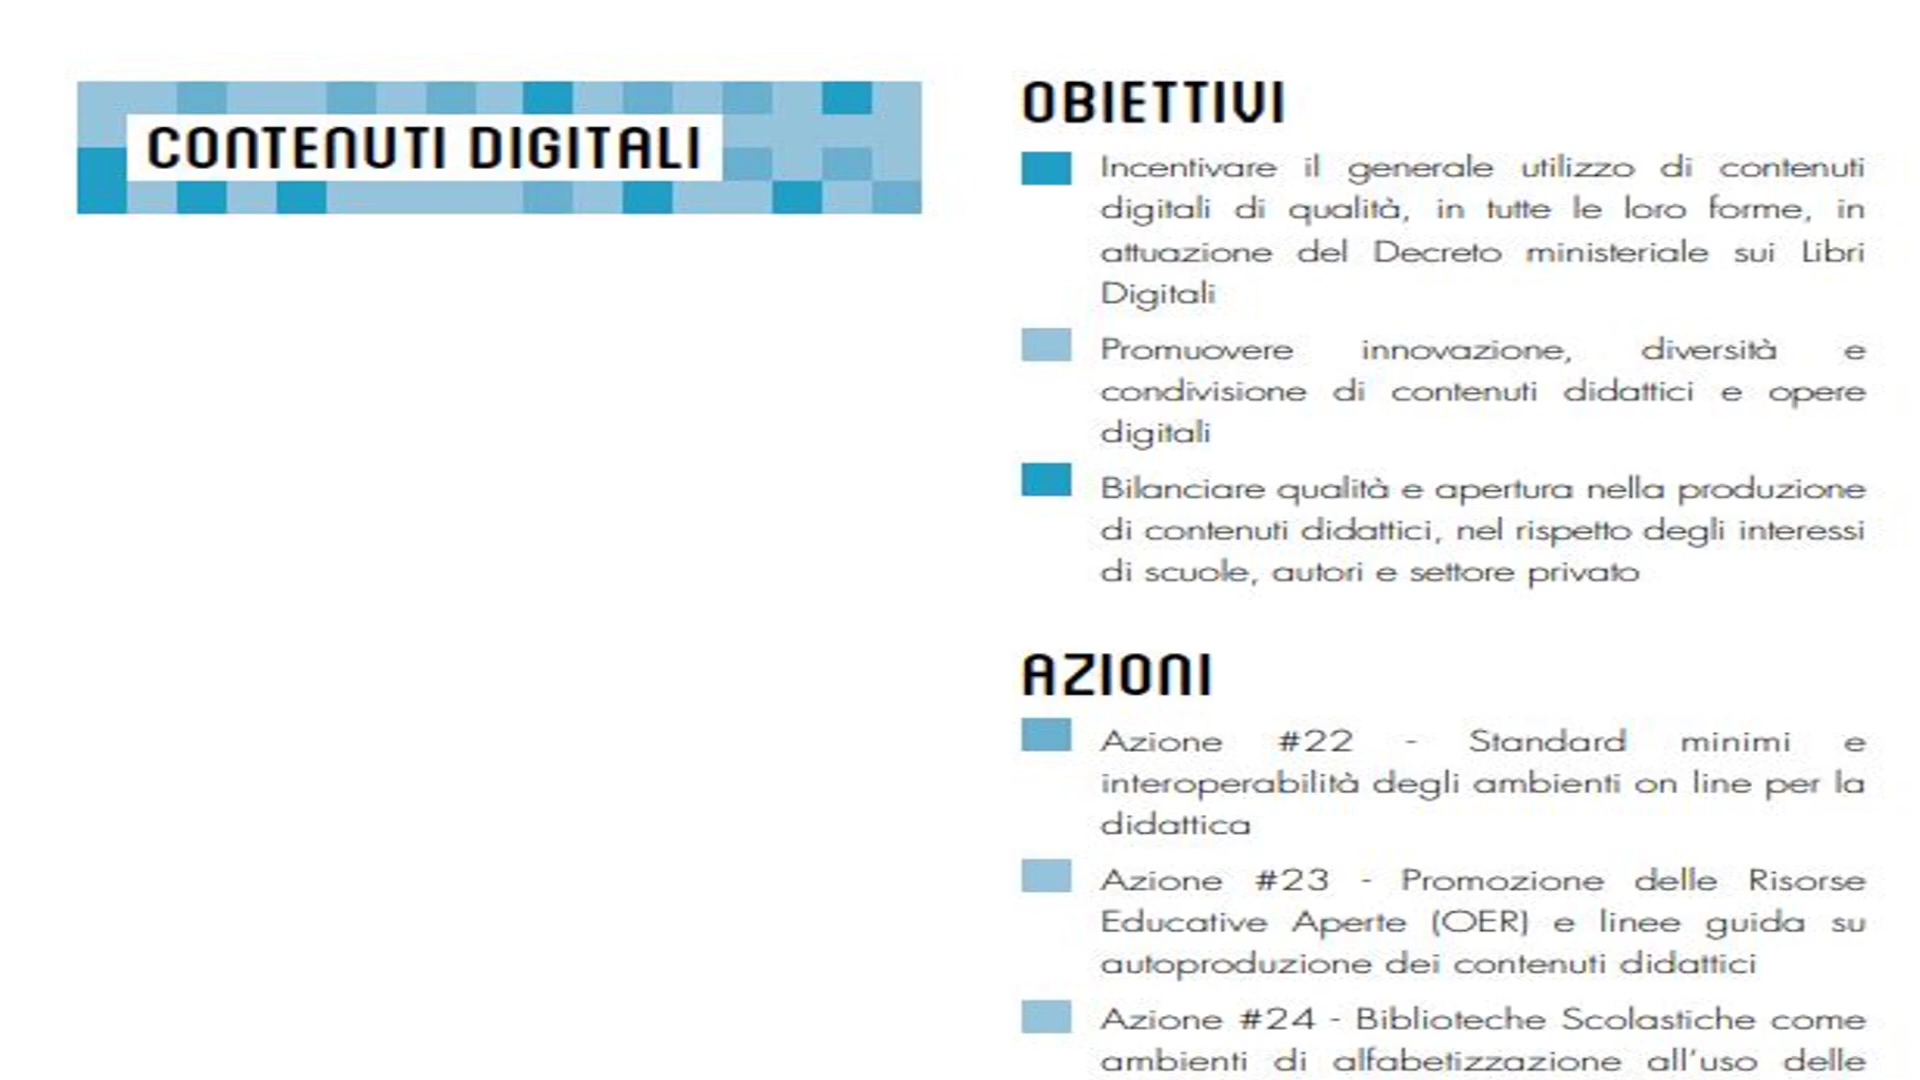 CONTENUTI DIGITALI
OBIETTIVI
Incentivare il generale utilizzo di contenuti
digitali di qualità, in tutte le loro forme, in
attuazione del Decreto ministeriale sui Libri
Digitali
Promuovere innovazione, diversità e
condivisione di contenuti didattici e opere
digitali
Bilanciare qualità e apertura nella produzione
di contenuti didattici, nel rispetto degli interessi
di scuole, autori e settore privato
AZIONI
Azione #22 - Standard minimi e
interoperabilità degli ambienti on line per la
didattica
Azione #23 - Promozione delle Risorse
Educative Aperte (OER) e linee guida su
autoproduzione dei contenuti didattici
Azione #24 - Biblioteche Scolastiche come
ambienti di alfabetizzazione all'uso delle